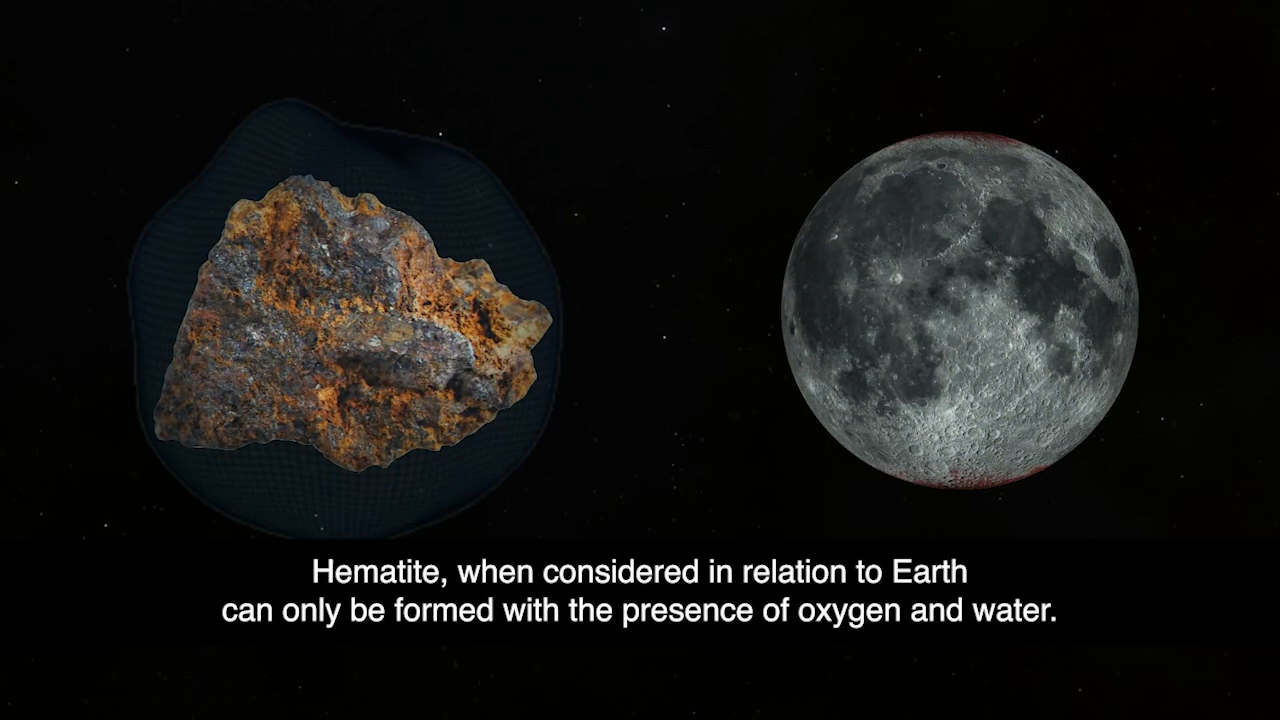 Hematite, when considered in relation to Earth
can only be formed with the presence of oxygen and water.